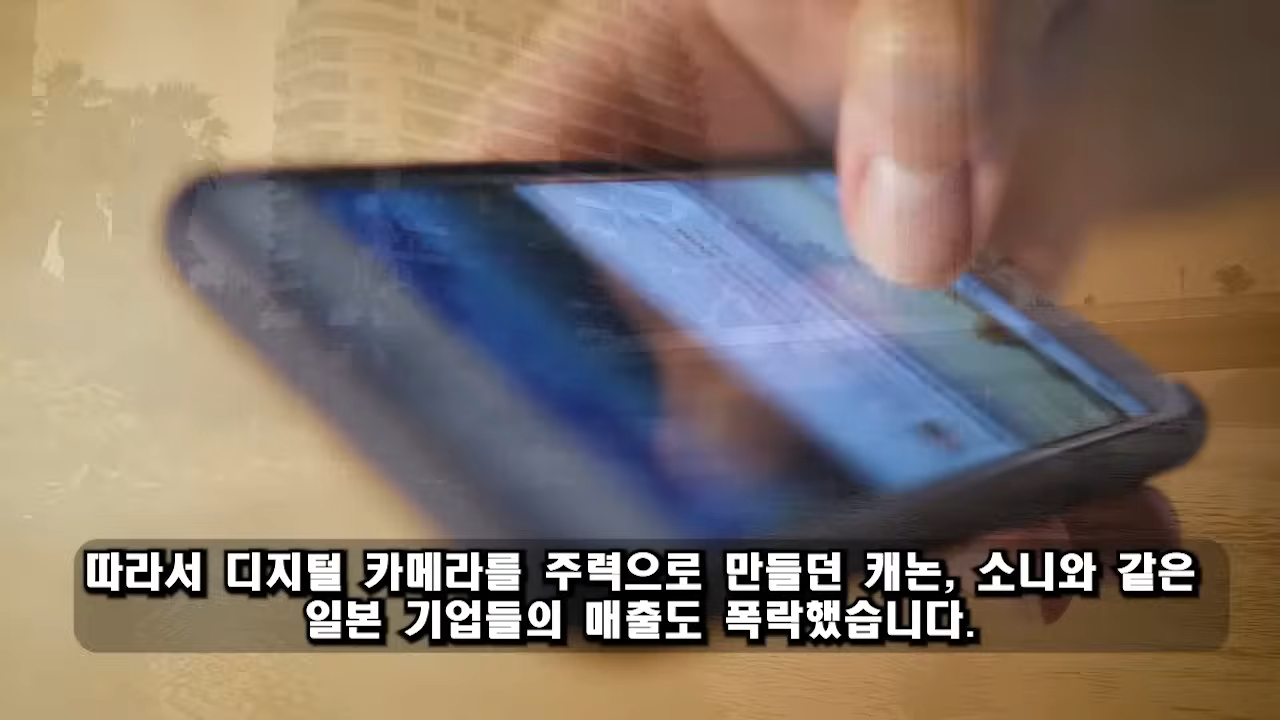 따라서 디지털 카메라를 주력으로 만들던 캐논, 소니와 같은
일본 기업들의 매출도 폭락했습니다.